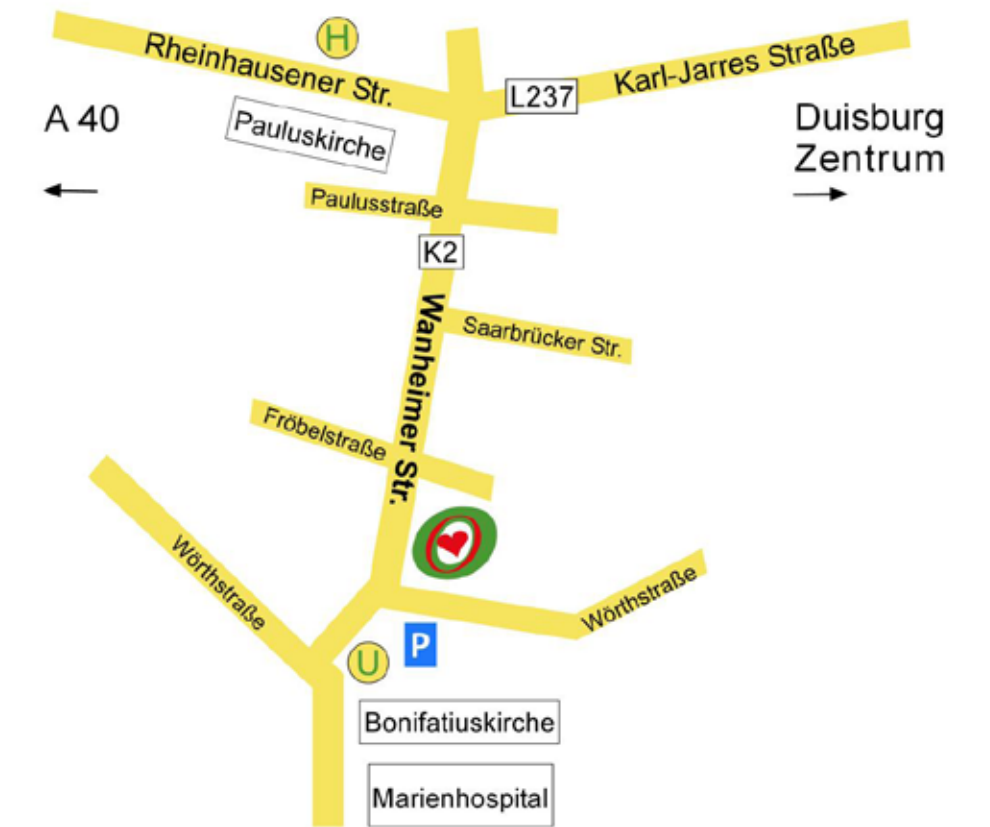 H
Rheinhausener Str.
L237
Karl-Jarres Straße
A 40
Pauluskirche
Duisburg
Zentrum
Paulusstraße
K2
Wanheimer Str.
Saarbrücker Str.
Fröbelstraße
Wörthstraße
Wörthstraße
P
U
Bonifatiuskirche
Marienhospital